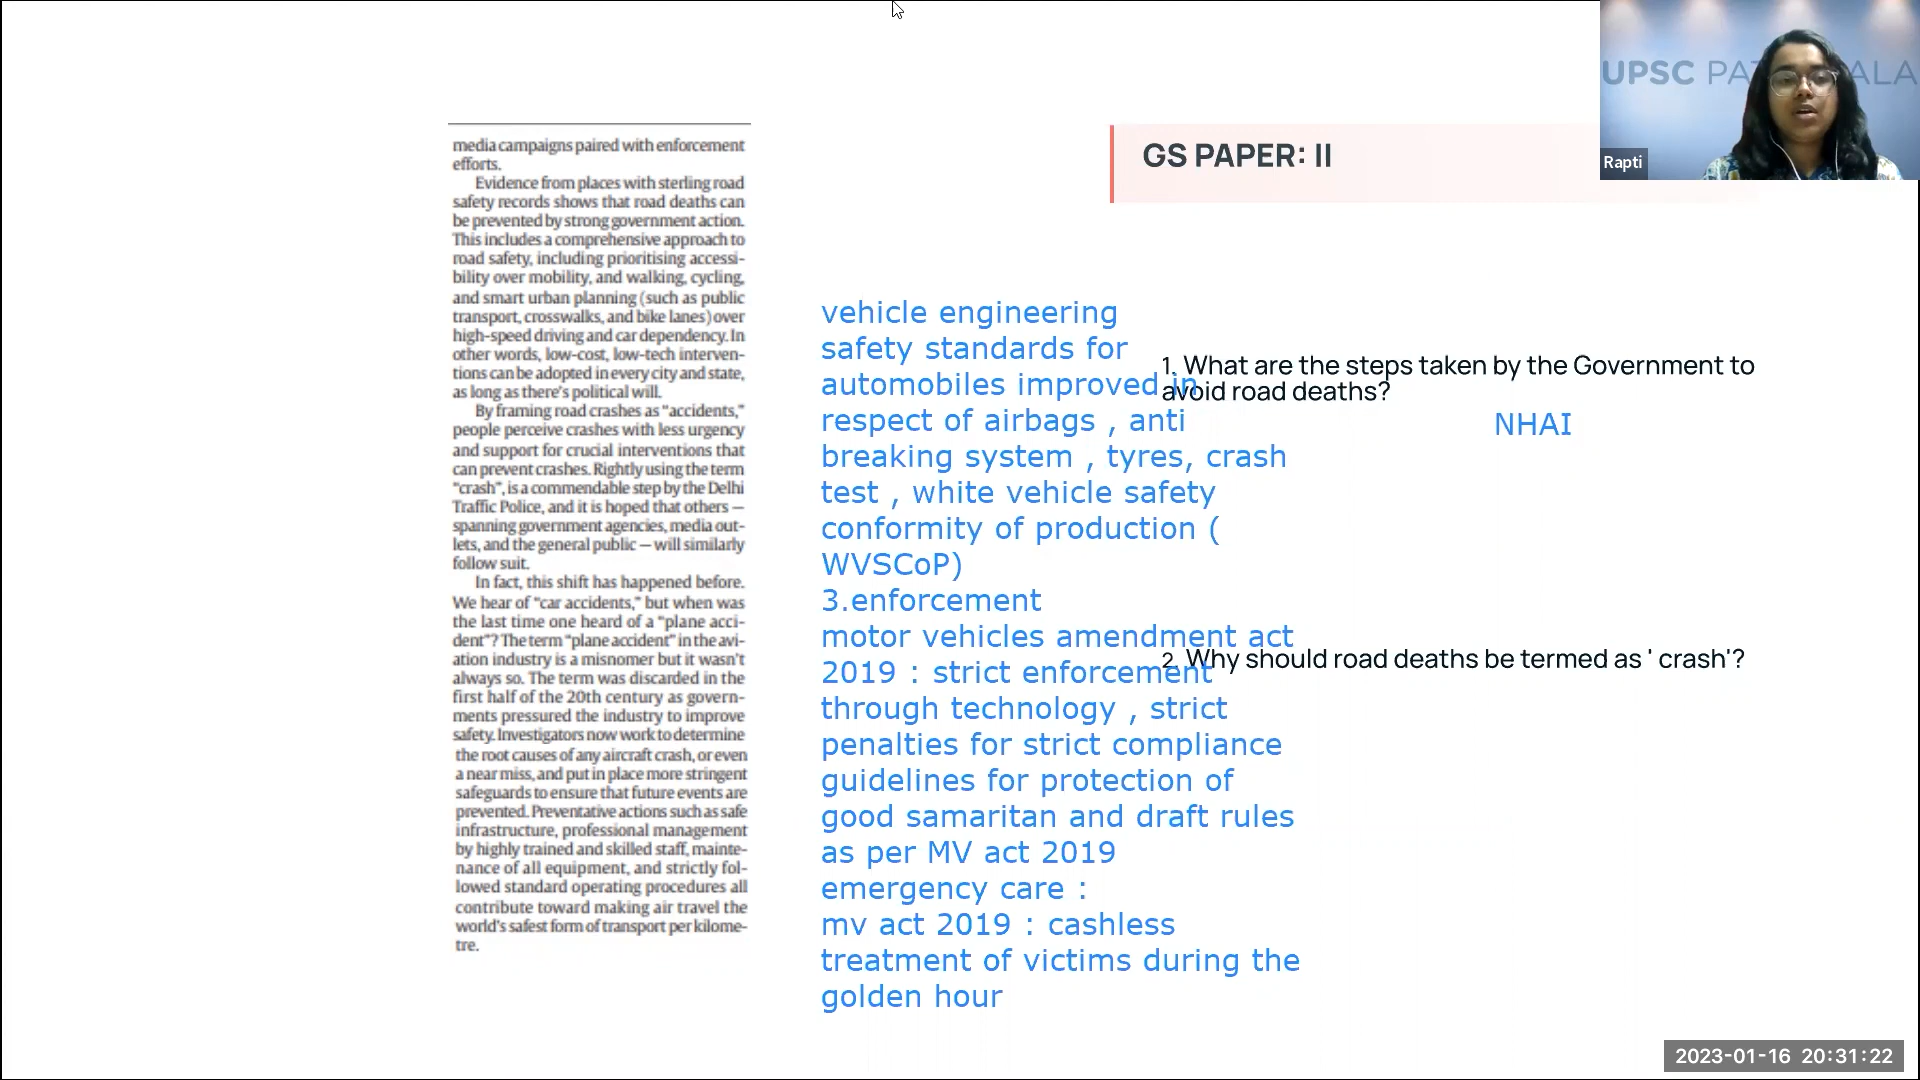 media campaigns paired with enforcement
efforts.
Evidence from places with sterling road
safety records shows that road deaths can
be prevented by strong government action.
This includes a comprehensive approach to
road safety, including prioritising accessi-
bility over mobility, and walking, cycling,
and smart urban planning (such as public
transport, crosswalks, and bike lanes) over
high-speed driving and car dependency. In
other words, low-cost, low-tech interven-
tions can be adopted in every city and state,
as long as there's political will.
By framing road crashes as "accidents,"
people perceive crashes with less urgency
and support for crucial interventions that
can prevent crashes. Rightly using the term
"crash", is a commendable step by the Delhi
Traffic Police, and it is hoped that others —
spanning government agencies, media out-
lets, and the general public — will similarly
follow suit.
In fact, this shift has happened before.
We hear of "car accidents," but when was
the last time one heard of a "plane acci-
dent"? The term "plane accident" in the avi-
ation industry is a misnomer but it wasn't
always so. The term was discarded in the
first half of the 20th century as govern-
ments pressured the industry to improve
safety. Investigators now work to determine
the root causes of any aircraft crash, or even
a near miss, and put in place more stringent
safeguards to ensure that future events are
prevented. Preventative actions such as safe
infrastructure, professional management
by highly trained and skilled staff, mainte-
nance of all equipment, and strictly fol-
lowed standard operating procedures all
contribute toward making air travel the
world's safest form of transport per kilome-
tre.
vehicle engineering
safety standards for
automobiles improved in
respect of airbags , anti
breaking system , tyres, crash
test , white vehicle safety
conformity of production (
WVSCoP)
3.enforcement
motor vehicles amendment act
2019 : strict enforcement
through technology , strict
penalties for strict compliance
guidelines for protection of
good samaritan and draft rules
as per MV act 2019
emergency care :
mv act 2019 : cashless
treatment of victims during the
golden hour
GS PAPER: II
1. What are the steps taken by the Government to
avoid road deaths?
NHAI
2. Why should road deaths be termed as ' crash'?
UPSC PAT ALA
Rapti
2023-01-16 20:31:22